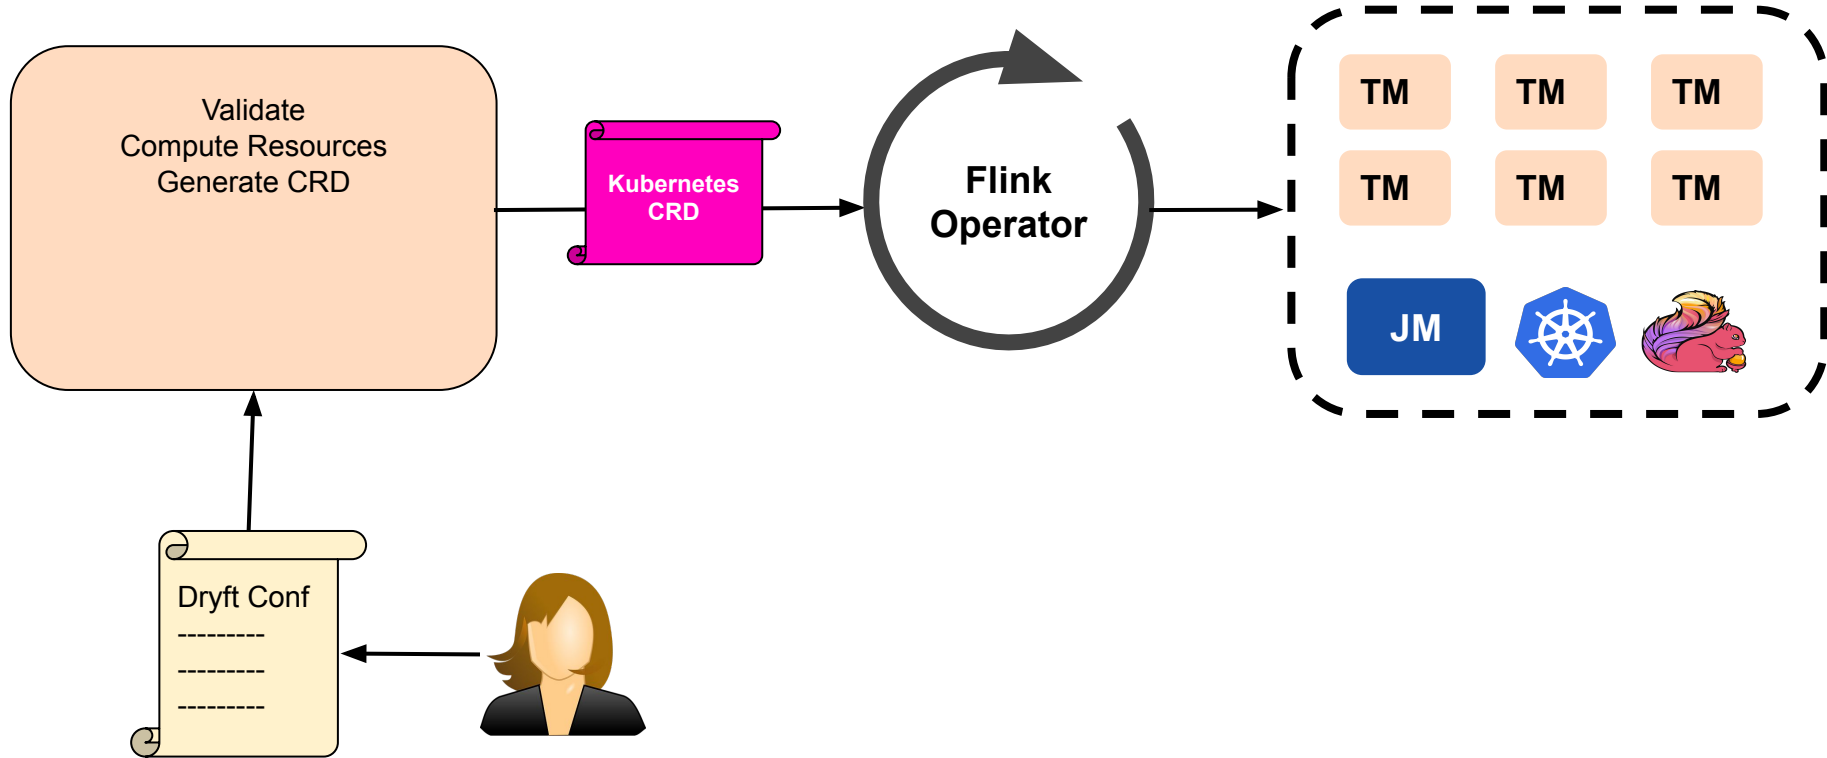 Validate
Compute Resources
Generate CRD
Kubernetes
CRD
Flink
Operator
TM TM TM
TM TM TM
JM
Dryft Conf
---------
---------
---------